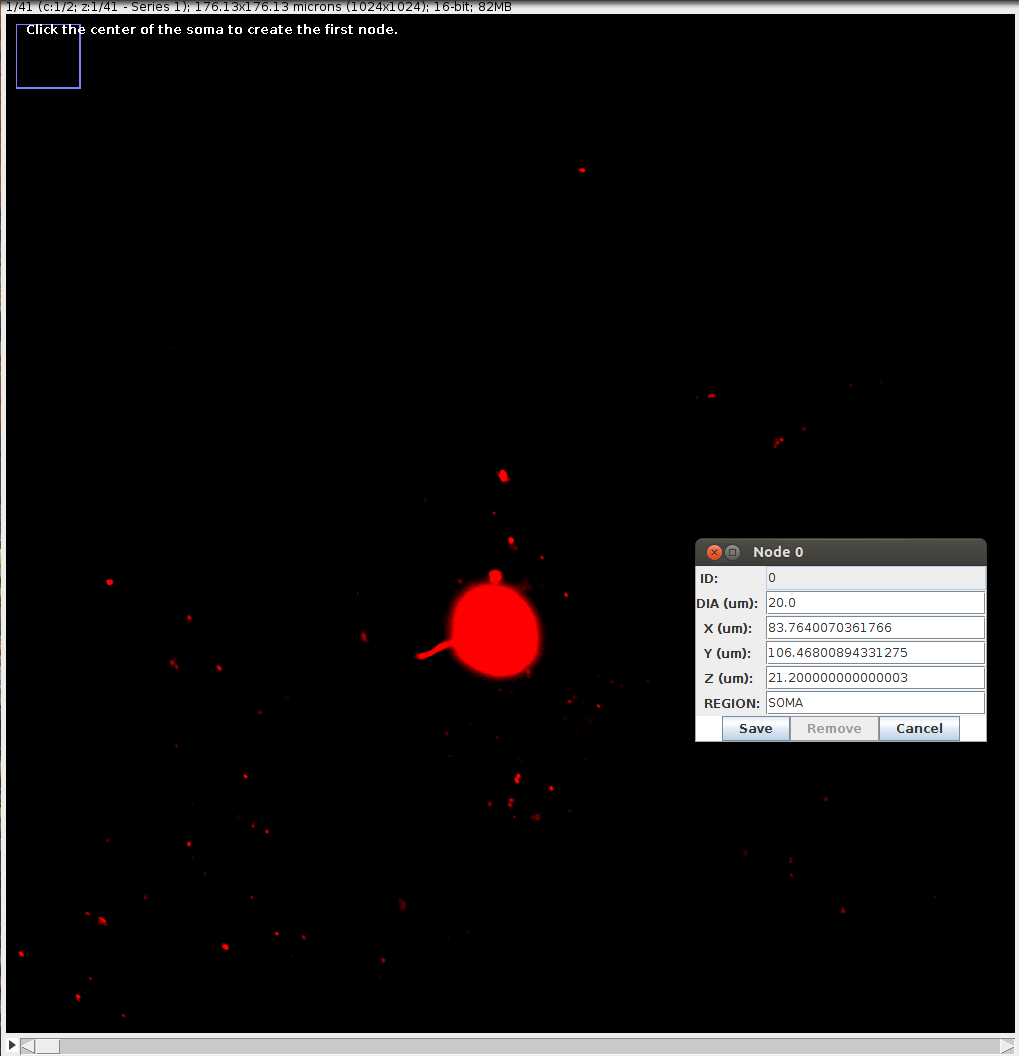 1/41 (c:1/2; z:1/41 - Series 1); 176.13x176.13 microns (1024x1024); 16-bit; 82MB
Click the center of the soma to create the first node.
Node 0
ID: 0
DIA (um): 20.0
X (um): 83.7640070361766
Y (um): 106.46800894331275
Z (um): 21.200000000000003
REGION: SOMA
Save Remove Cancel